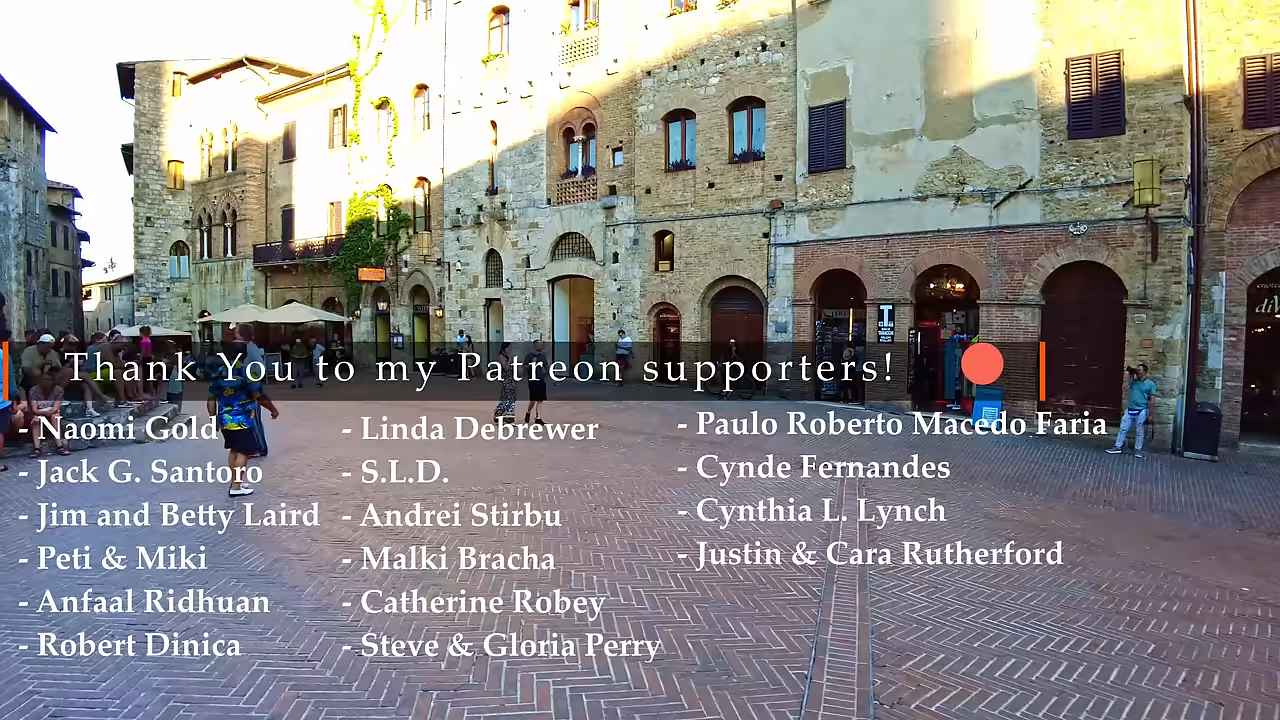 Thank You to my Patreon supporters!
- Naomi Gold
- Jack G. Santoro
- Jim and Betty Laird
- Peti & Miki
- Anfaal Ridhuan
- Robert Dinica
- Linda Debrewer
- S.L.D.
- Andrei Stirbu
- Malki Bracha
- Catherine Robey
- Steve & Gloria Perry
- Paulo Roberto Macedo Faria
- Cynde Fernandes
- Cynthia L. Lynch
- Justin & Cara Rutherford
T